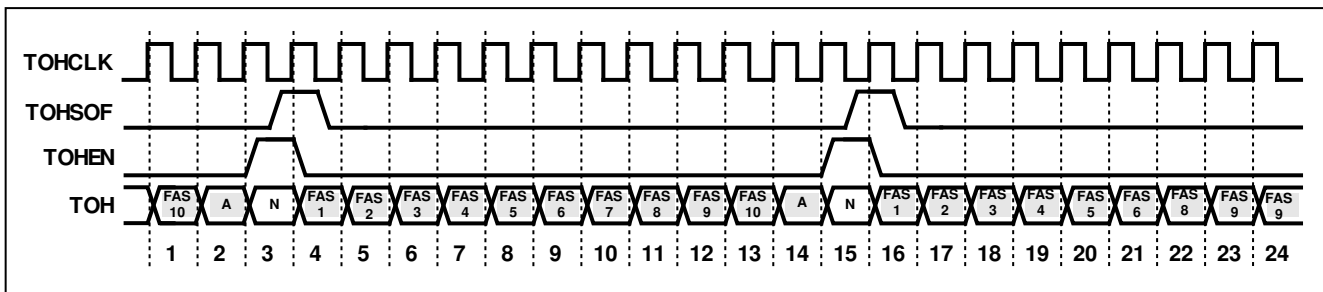 TOHCLK
TOHSOF
TOHEN
TOH FAS 10 A N FAS 1 FAS 2 FAS 3 FAS 4 FAS 5 FAS 6 FAS 7 FAS 8 FAS 9 FAS 10 A N FAS 1 FAS 2 FAS 3 FAS 4 FAS 5 FAS 6 FAS 8 FAS 9 FAS 9
1 2 3 4 5 6 7 8 9 10 11 12 13 14 15 16 17 18 19 20 21 22 23 24